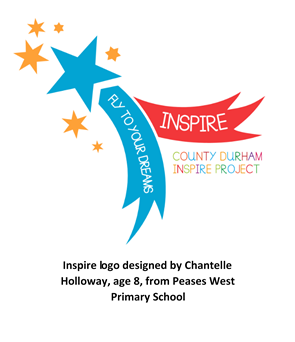 FLY TO YOUR DREAMS
INSPIRE
COUNTY DURHAM
INSPIRE PROJECT
Inspire logo designed by Chantelle
Holloway, age 8, from Peases West
Primary School